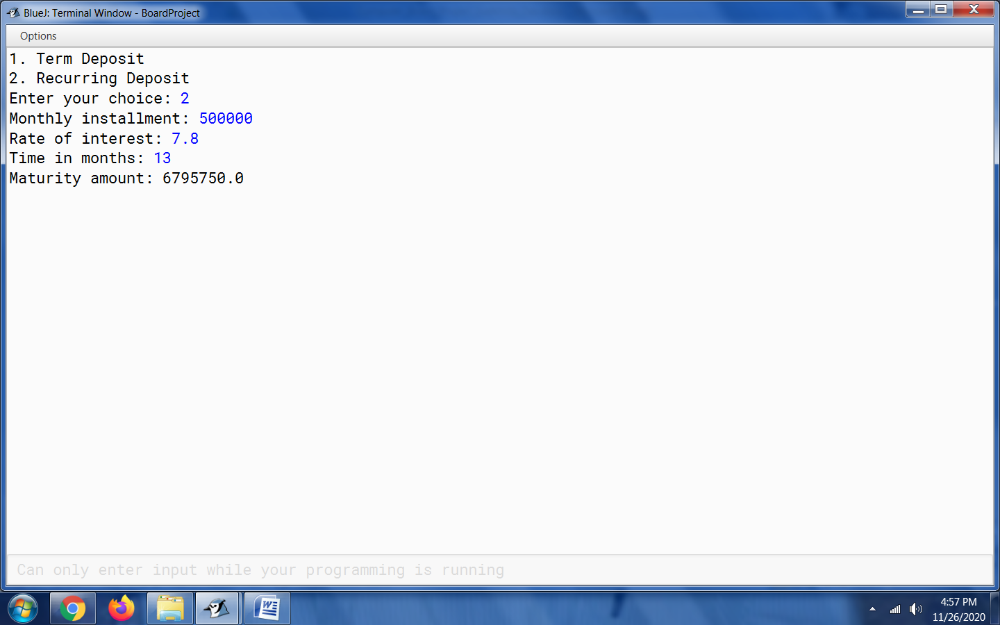 BlueJ: Terminal Window - BoardProject
Options
1. Term Deposit
2. Recurring Deposit
Enter your choice: 2
Monthly installment: 500000
Rate of interest: 7.8
Time in months: 13
Maturity amount: 6795750.0
Can only enter input while your programming is running
4:57 PM
11/26/2020